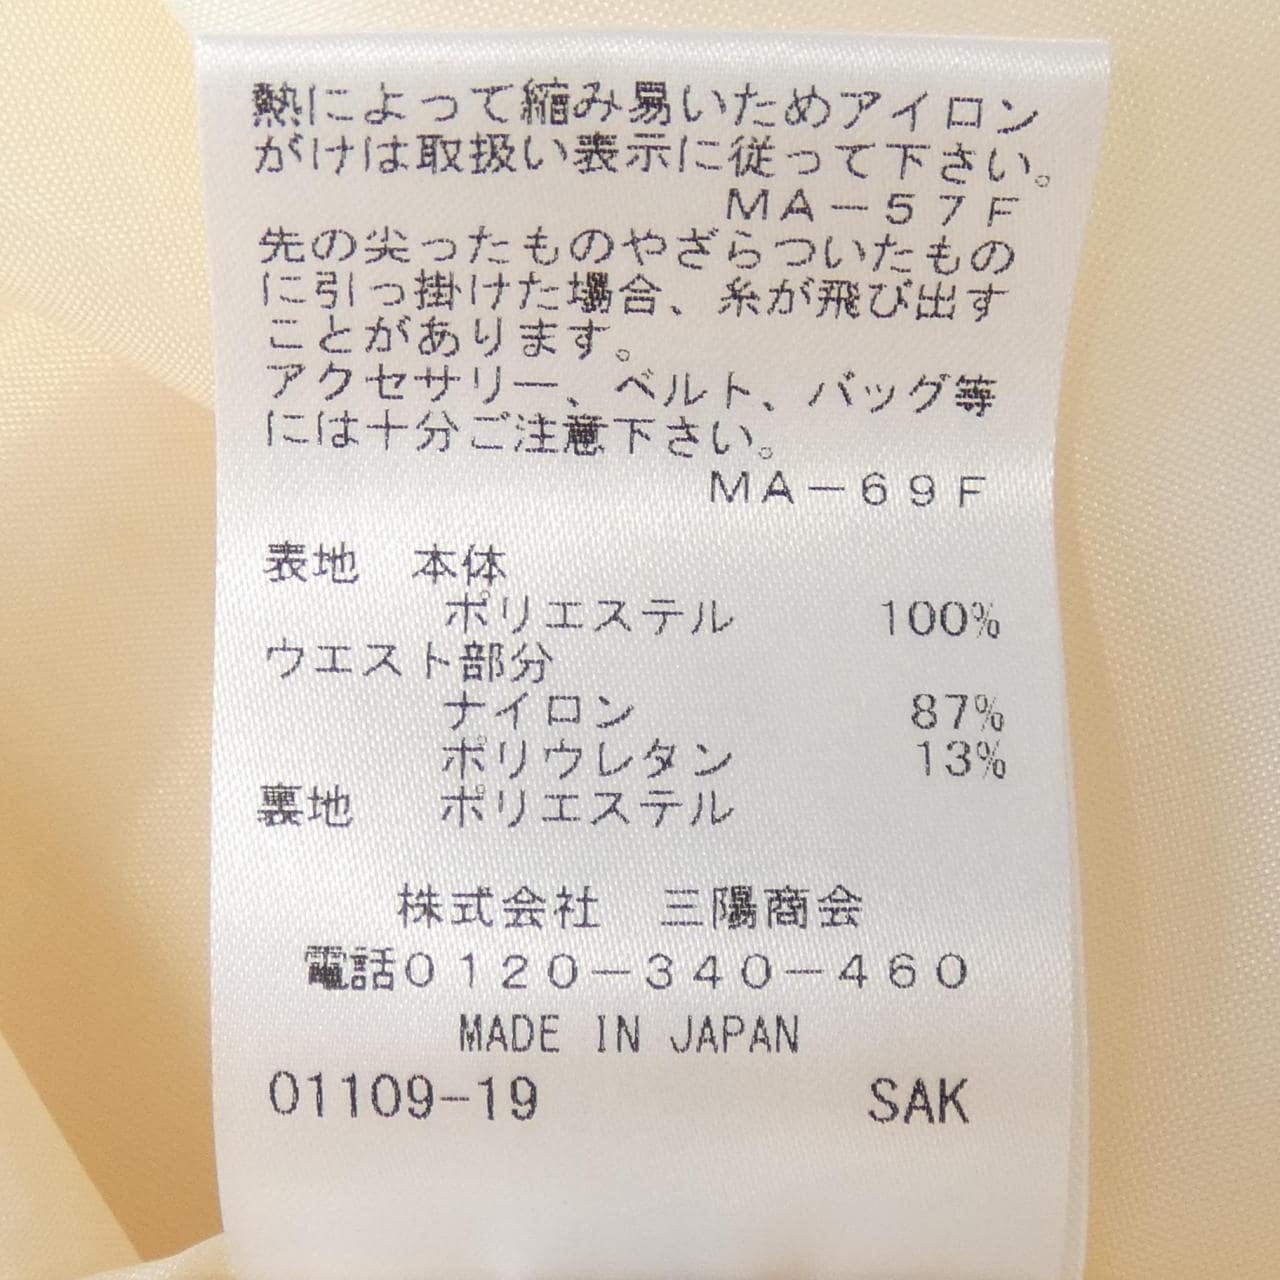 熱によって縮み易いためアイロン
がけは取扱い表示に従って下さい。
MA－57F
先の尖ったものやざらついたもの
に引っ掛けた場合、糸が飛び出す
ことがあります。
アクセサリー、ベルト、バッグ等
には十分ご注意下さい。
MA－69F
表地　本体
ポリエステル　100%
ウエスト部分
ナイロン　87%
ポリウレタン　13%
裏地　ポリエステル
株式会社　三陽商会
電話0120－340－460
MADE IN JAPAN
01109-19　SAK